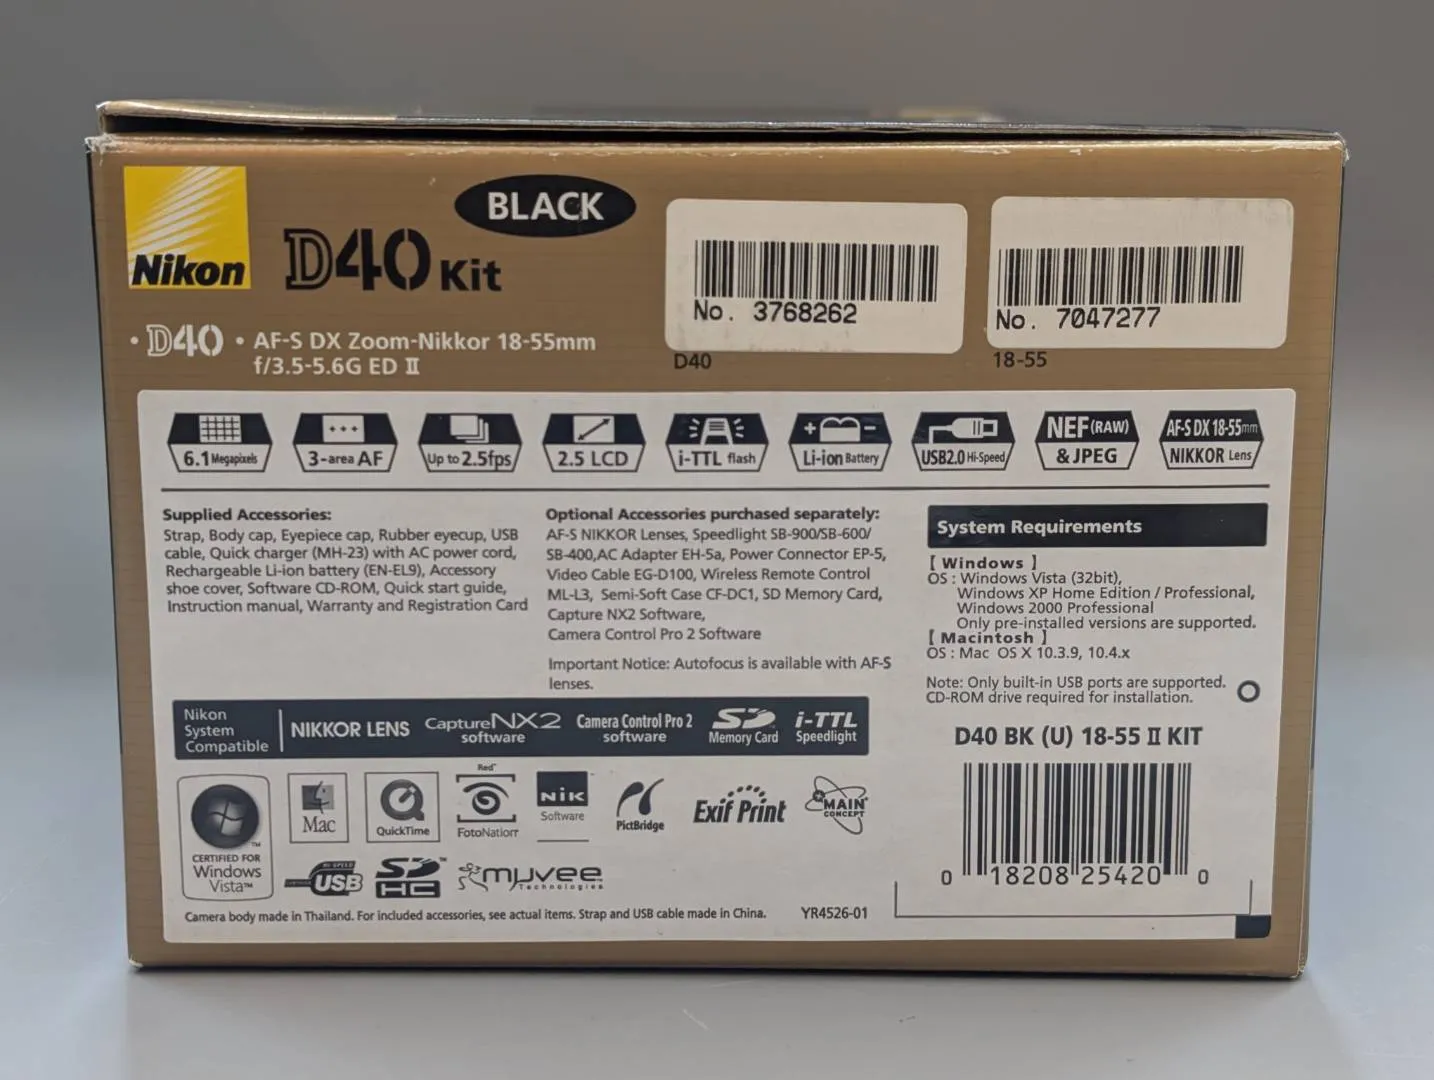 Nikon
D40 Kit
BLACK
No. 3768262
D40
No. 7047277
18-55
• D40 • AF-S DX Zoom-Nikkor 18-55mm
f/3.5-5.6G ED II
6.1 Megapixels
3-area AF
Up to 2.5fps
2.5 LCD
i-TTL flash
Li-ion Battery
USB2.0 Hi-Speed
NEF (RAW)
& JPEG
AF-S DX 18-55mm
NIKKOR Lens
Supplied Accessories:
Strap, Body cap, Eyepiece cap, Rubber eyecup, USB
cable, Quick charger (MH-23) with AC power cord,
Rechargeable Li-ion battery (EN-EL9), Accessory
shoe cover, Software CD-ROM, Quick start guide,
Instruction manual, Warranty and Registration Card
Optional Accessories purchased separately:
AF-S NIKKOR Lenses, Speedlight SB-900/SB-600/
SB-400,AC Adapter EH-5a, Power Connector EP-5,
Video Cable EG-D100, Wireless Remote Control
ML-L3, Semi-Soft Case CF-DC1, SD Memory Card,
Capture NX2 Software,
Camera Control Pro 2 Software
Important Notice: Autofocus is available with AF-S
lenses.
System Requirements
[ Windows ]
OS : Windows Vista (32bit),
Windows XP Home Edition / Professional,
Windows 2000 Professional
Only pre-installed versions are supported.
[ Macintosh ]
OS : Mac OS X 10.3.9, 10.4.x
Note: Only built-in USB ports are supported.
CD-ROM drive required for installation.
Nikon
System
Compatible
NIKKOR LENS
Capture NX2
software
Camera Control Pro 2
software
SD
Memory Card
i-TTL
Speedlight
CERTIFIED FOR
Windows
Vista™
Mac
QuickTime
Red
FotoNation
NIK
Software
PictBridge
Exif Print
MAIN
CONCEPT
HI-SPEED
CERTIFIED USB
SD HC™
muvee
Technologies
Camera body made in Thailand. For included accessories, see actual items. Strap and USB cable made in China.
YR4526-01
D40 BK (U) 18-55 II KIT
0 18208 25420 0